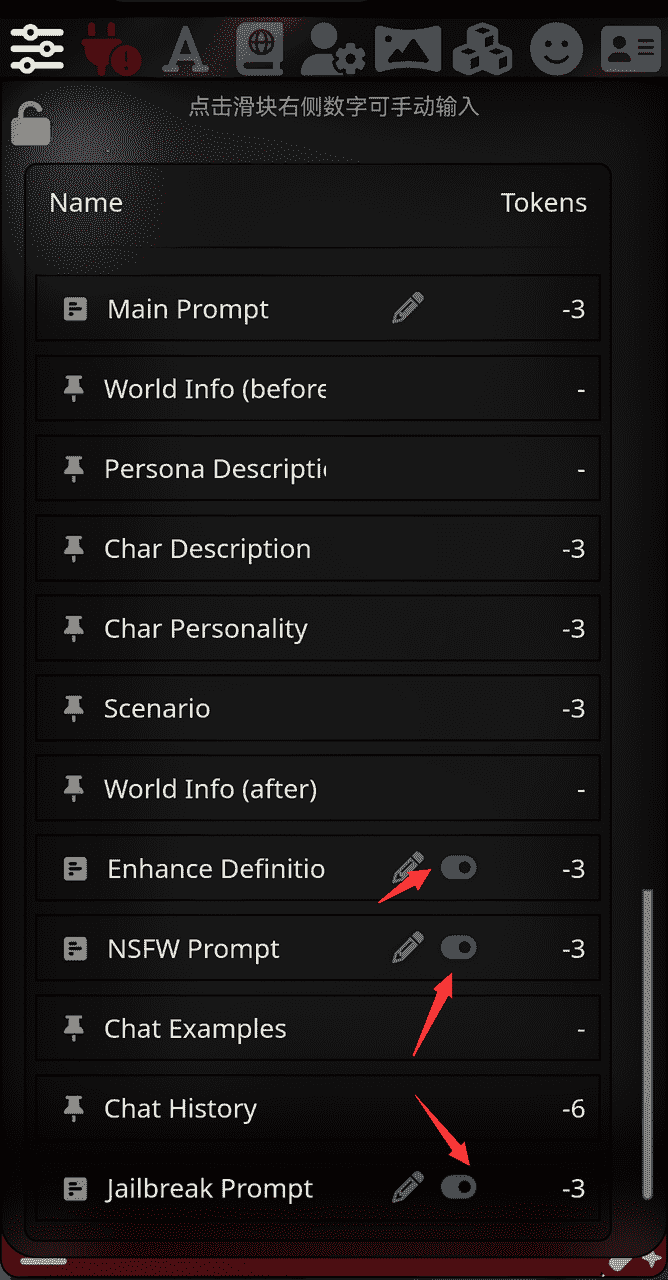 点击滑块右侧数字可手动输入
Name Tokens
Main Prompt -3
World Info (before -
Persona Descripti -
Char Description -3
Char Personality -3
Scenario -3
World Info (after) -
Enhance Definitio -3
NSFW Prompt -3
Chat Examples -
Chat History -6
Jailbreak Prompt -3